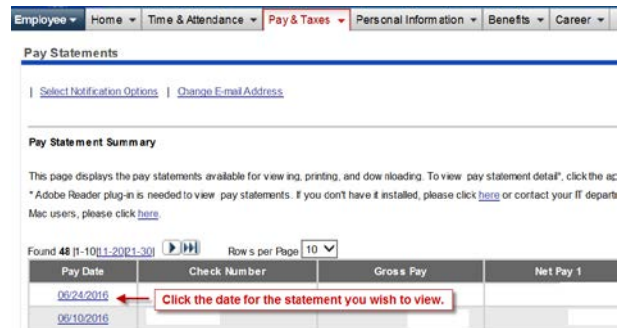 Employee Home Time & Attendance Pay & Taxes Personal Information Benefits Career
Pay Statements
| Select Notification Options | Change E-mail Address
Pay Statement Summary
This page displays the pay statements available for viewing, printing, and downloading. To view pay statement detail*, click the ap
* Adobe Reader plug-in is needed to view pay statements. If you don't have it installed, please click here or contact your IT departm
Mac users, please click here.
Found 48 |1-10|11-20|21-30| Rows per Page 10
Pay Date Check Number Gross Pay Net Pay 1
06/24/2016 Click the date for the statement you wish to view.
06/10/2016